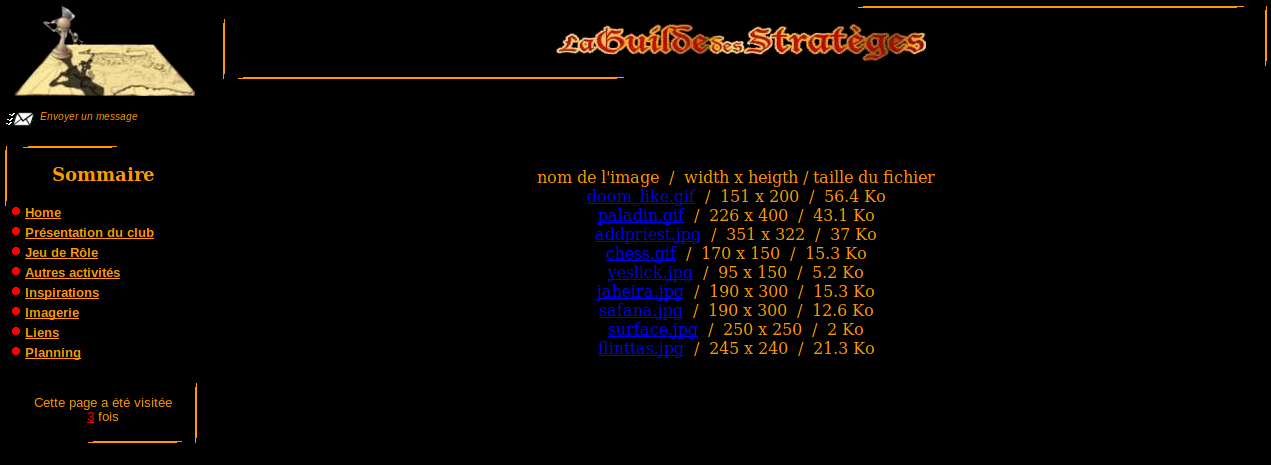 La Guilde des Stratèges
Envoyer un message
Sommaire
Home
Présentation du club
Jeu de Rôle
Autres activités
Inspirations
Imagerie
Liens
Planning
Cette page a été visitée
3 fois
nom de l'image / width x heigth / taille du fichier
doom_like.gif / 151 x 200 / 56.4 Ko
paladin.gif / 226 x 400 / 43.1 Ko
addpriest.jpg / 351 x 322 / 37 Ko
chess.gif / 170 x 150 / 15.3 Ko
yeslick.jpg / 95 x 150 / 5.2 Ko
jaheira.jpg / 190 x 300 / 15.3 Ko
safana.jpg / 190 x 300 / 12.6 Ko
surface.jpg / 250 x 250 / 2 Ko
flinttas.jpg / 245 x 240 / 21.3 Ko